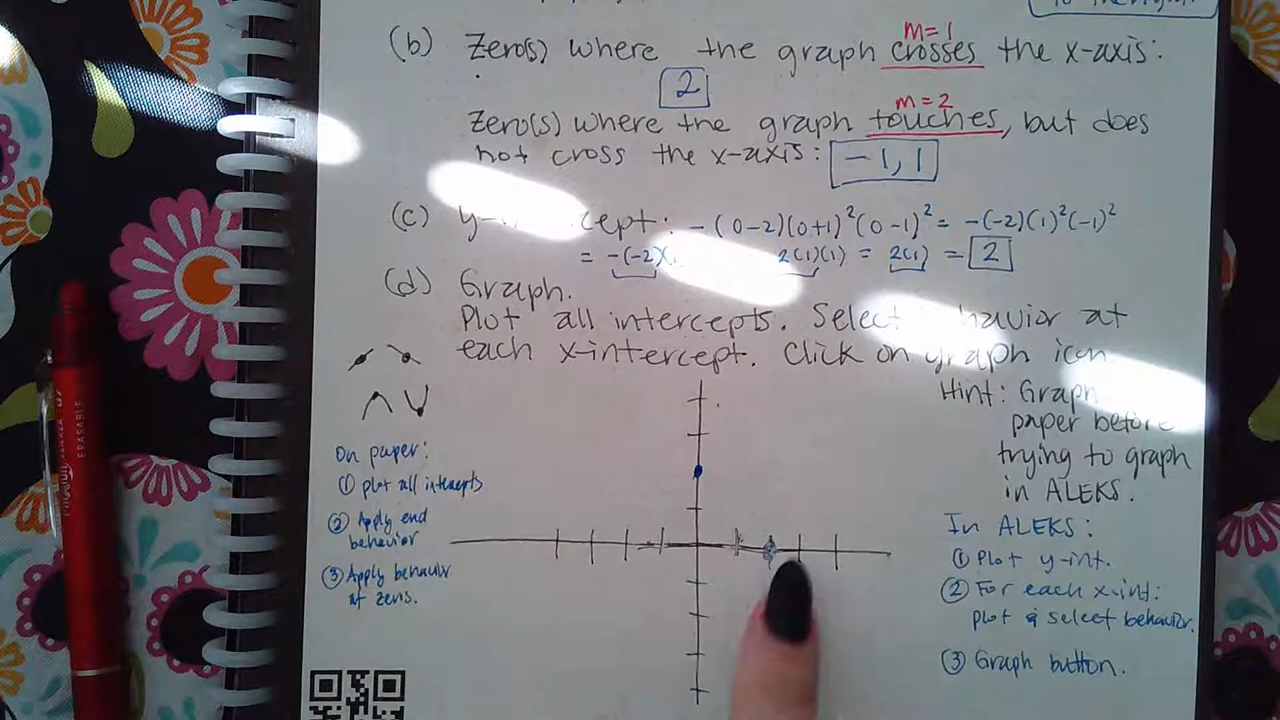 to the right
m=1
(b) Zero(s) where the graph crosses the x-axis:
2
m=2
Zero(s) where the graph touches, but does
not cross the x-axis: -1, 1
(c) cept: -(0-2)(0+1)²(0-1)² = -(-2)(1)²(-1)²
= -(-2)( 2(1)(1) = 2(1) = 2
(d) Graph.
Plot all intercepts. Select at
each x-intercept. Click on graph icon
Hint: Graph
paper before
trying to graph
in ALEKS.
On paper:
① plot all intercepts
② Apply end
behavior
③ Apply behavior
at zeros.
In ALEKS:
① Plot y-int.
② For each x-int:
plot & select behavior.
③ Graph button.
ERASABLE